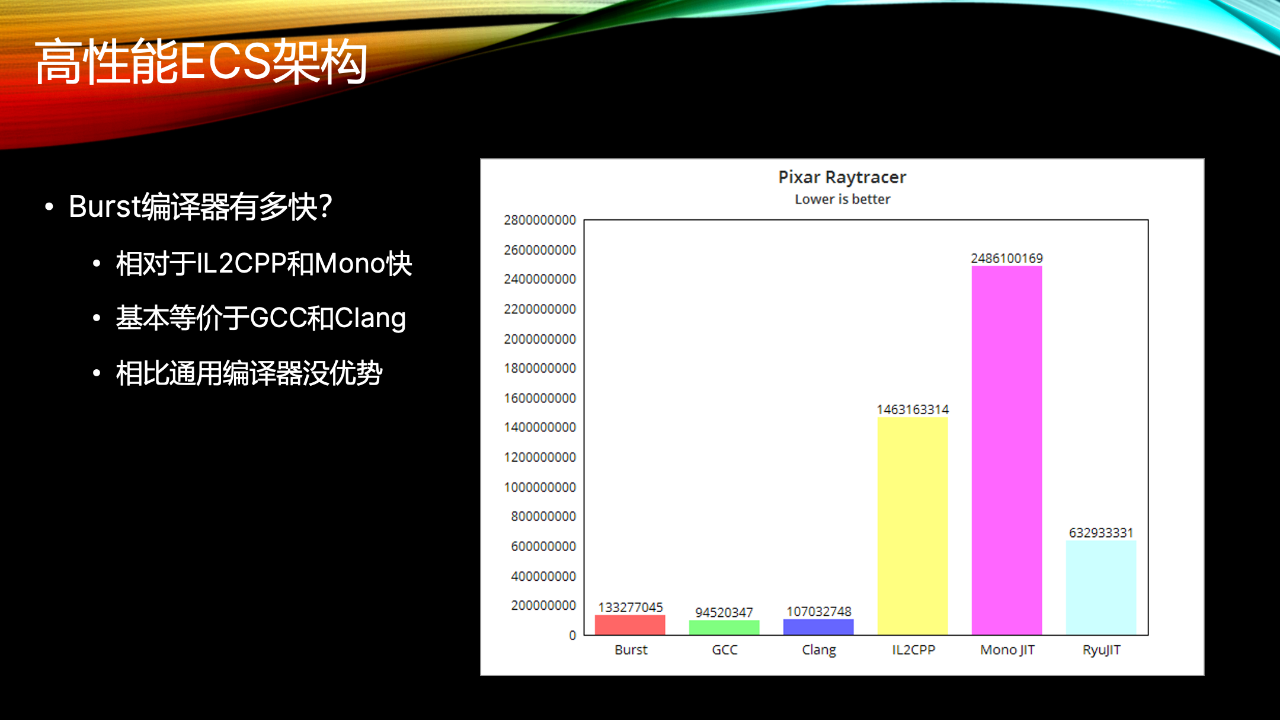 高性能ECS架构
• Burst编译器有多快?
• 相对于IL2CPP和Mono快
• 基本等价于GCC和Clang
• 相比通用编译器没优势
Pixar Raytracer
Lower is better
2800000000
2600000000
2400000000
2200000000
2000000000
1800000000
1600000000
1400000000
1200000000
1000000000
800000000
600000000
400000000
200000000
0
133277045
94520347
107032748
1463163314
2486100169
632933331
Burst
GCC
Clang
IL2CPP
Mono JIT
RyuJIT